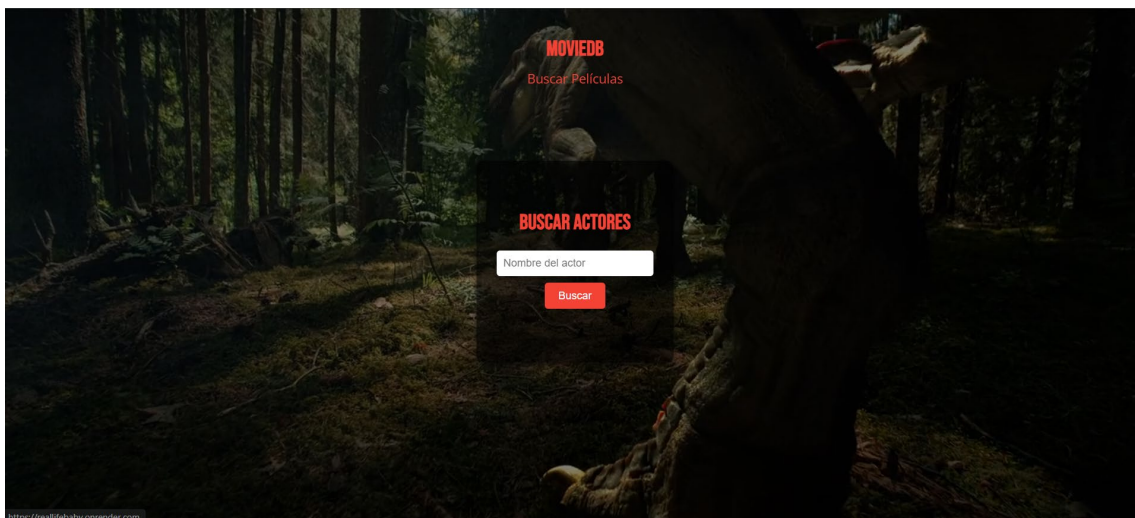 MOVIEDB
Buscar Películas
BUSCAR ACTORES
Nombre del actor
Buscar
https://reallifebaby.onrender.com